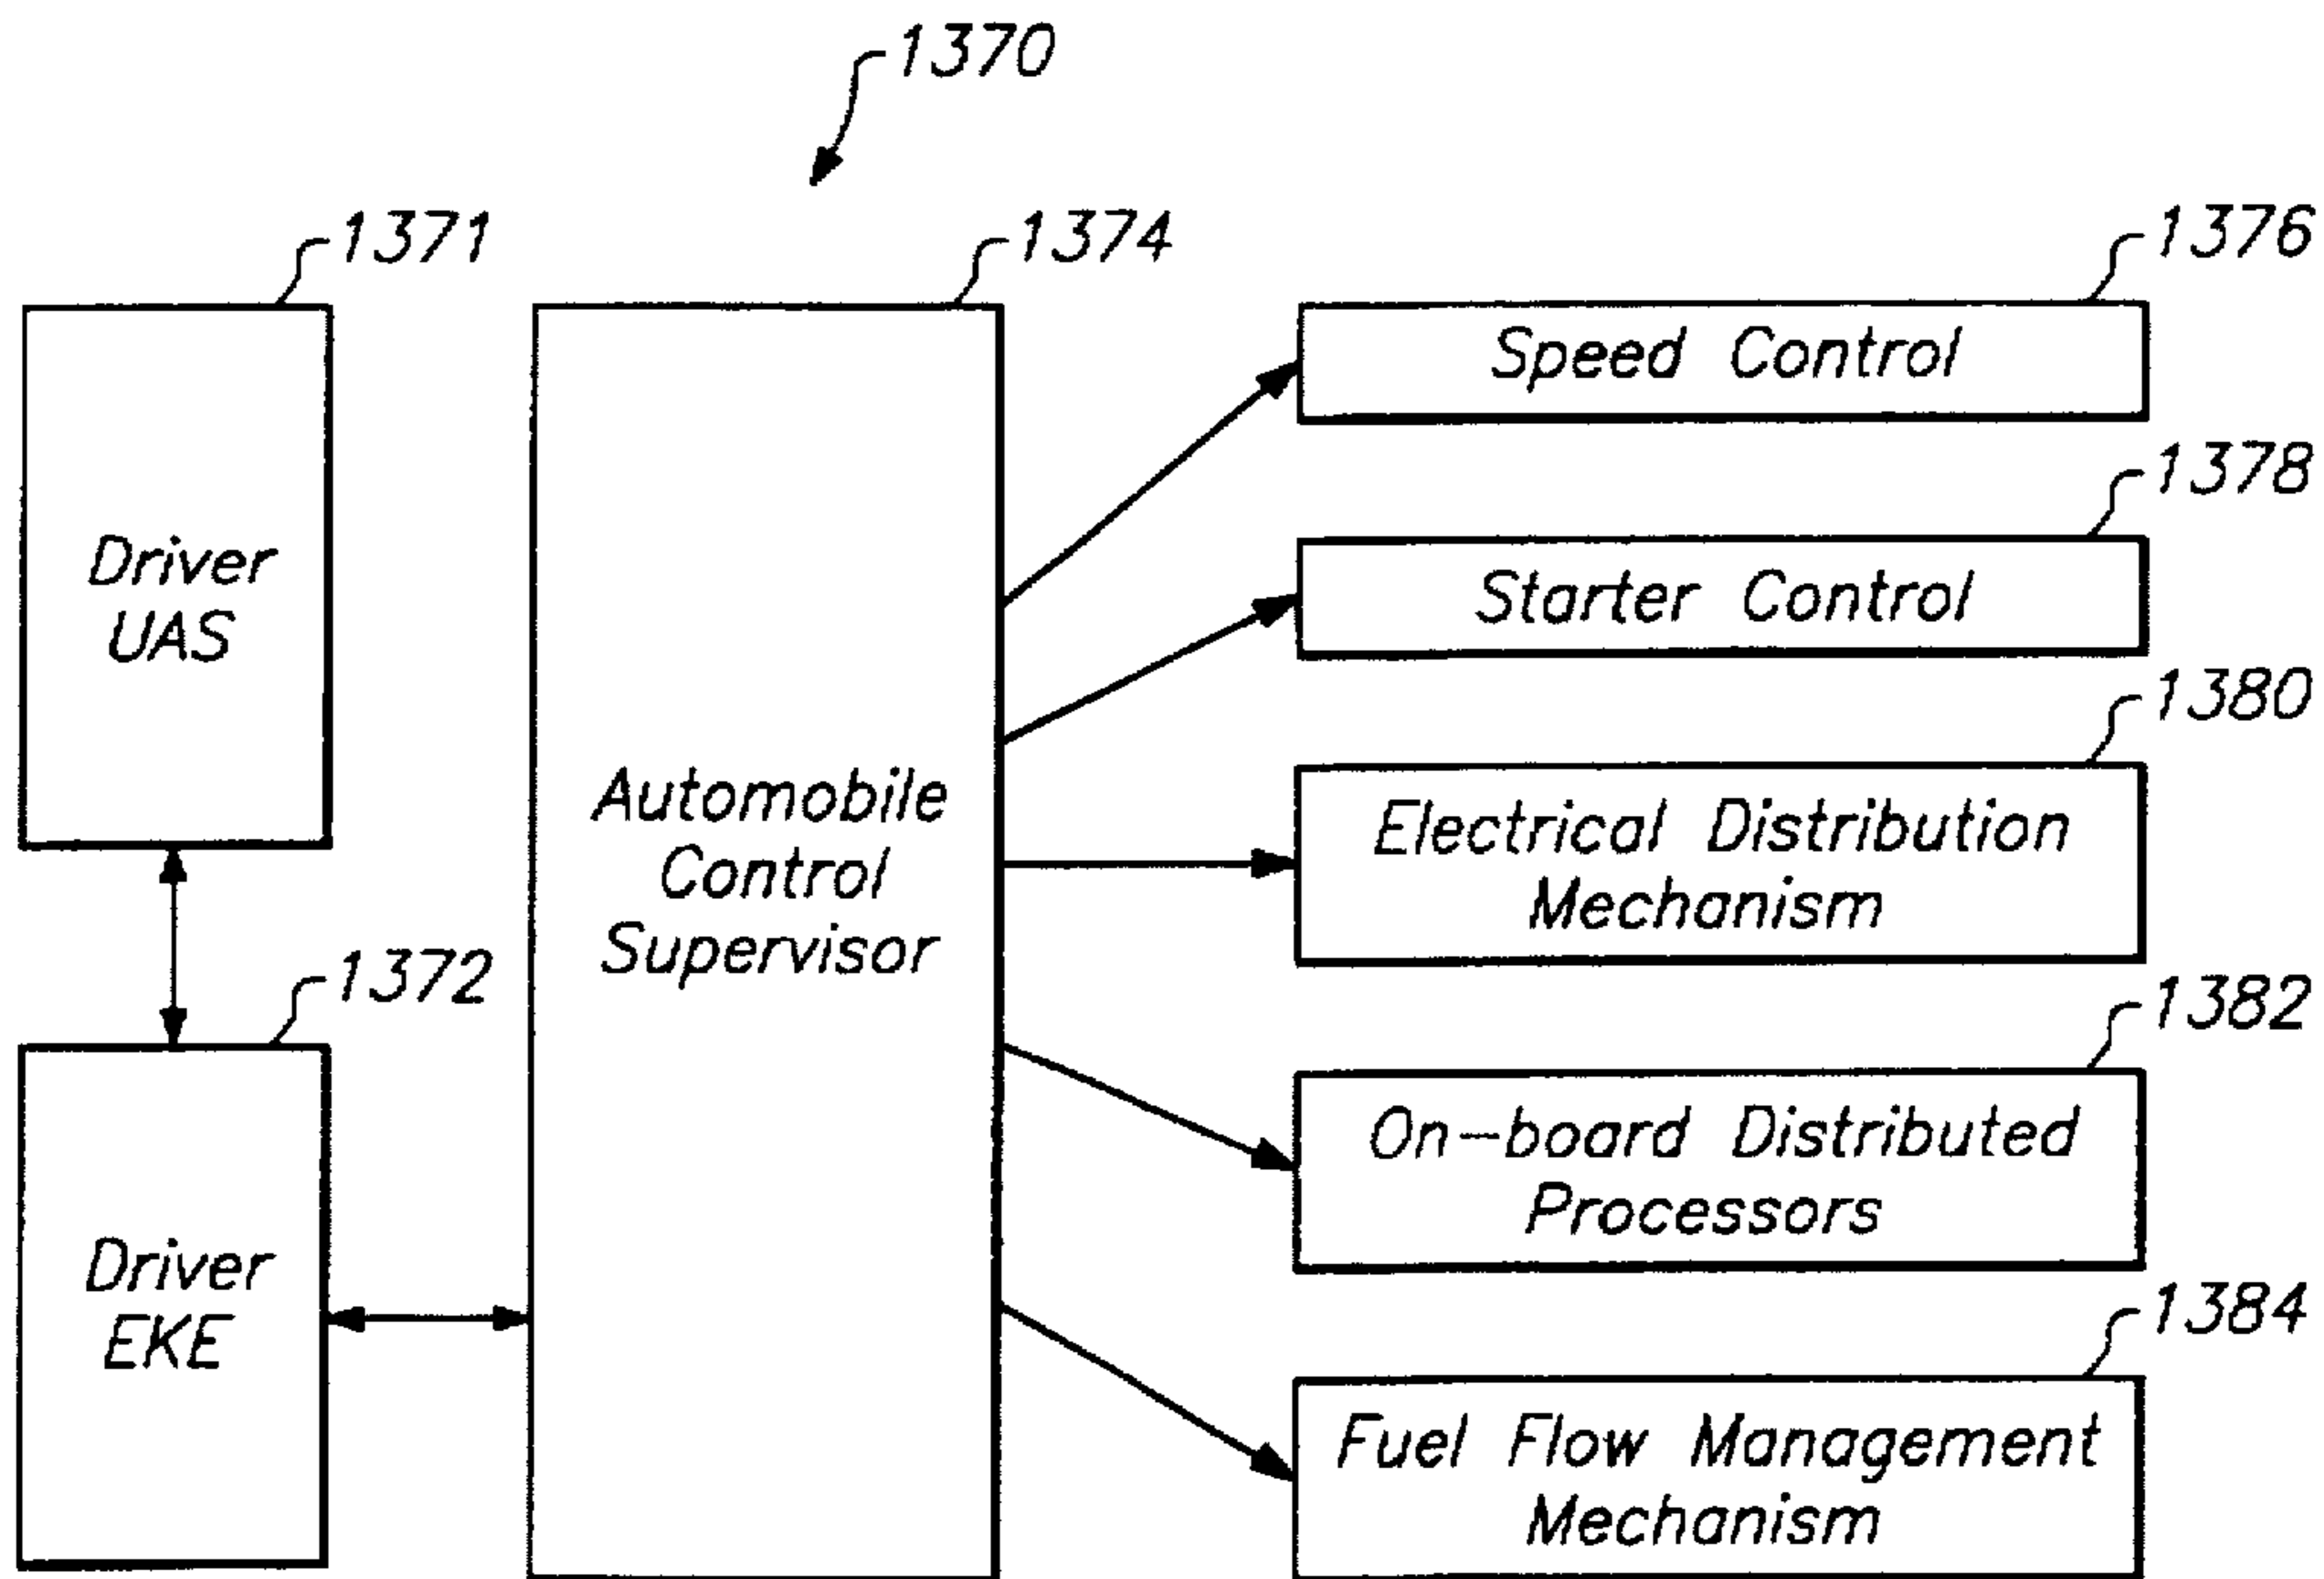 1370
1371
1374
1376
Speed Control
1378
Starter Control
Driver
UAS
1380
Electrical Distribution
Mechanism
Automobile
Control
Supervisor
1372
1382
On-board Distributed
Processors
Driver
EKE
1384
Fuel Flow Management
Mechanism